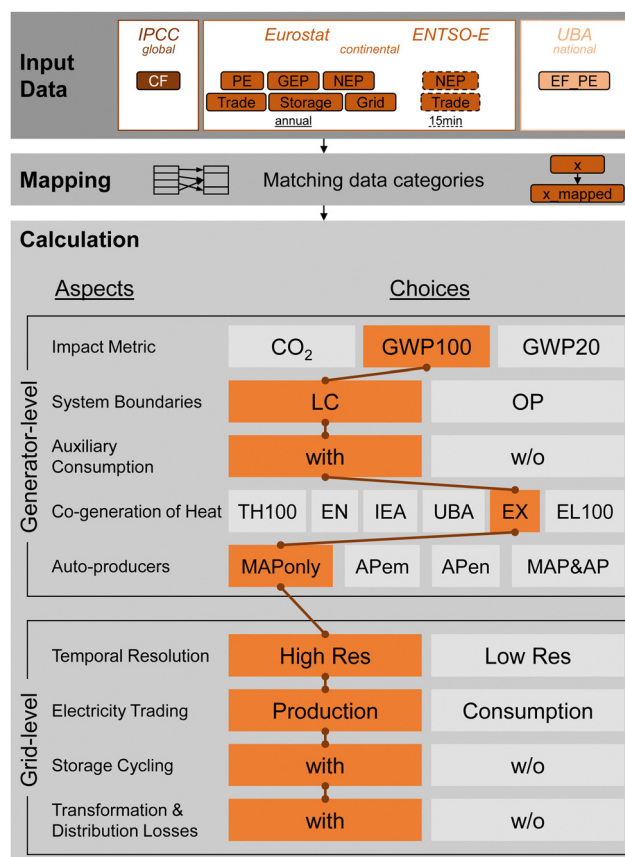 Input Data
IPCC
global
CF
Eurostat
ENTSO-E
continental
PE GEP NEP
Trade Storage Grid
annual
NEP
Trade
15min
UBA
national
EF_PE
Mapping
Matching data categories
x
x_mapped
Calculation
Aspects
Choices
Generator-level
Impact Metric
CO₂ GWP100 GWP20
System Boundaries
LC OP
Auxiliary
Consumption
with w/o
Co-generation of Heat
TH100 EN IEA UBA EX EL100
Auto-producers
MAPonly APem APen MAP&AP
Grid-level
Temporal Resolution
High Res Low Res
Electricity Trading
Production Consumption
Storage Cycling
with w/o
Transformation &
Distribution Losses
with w/o